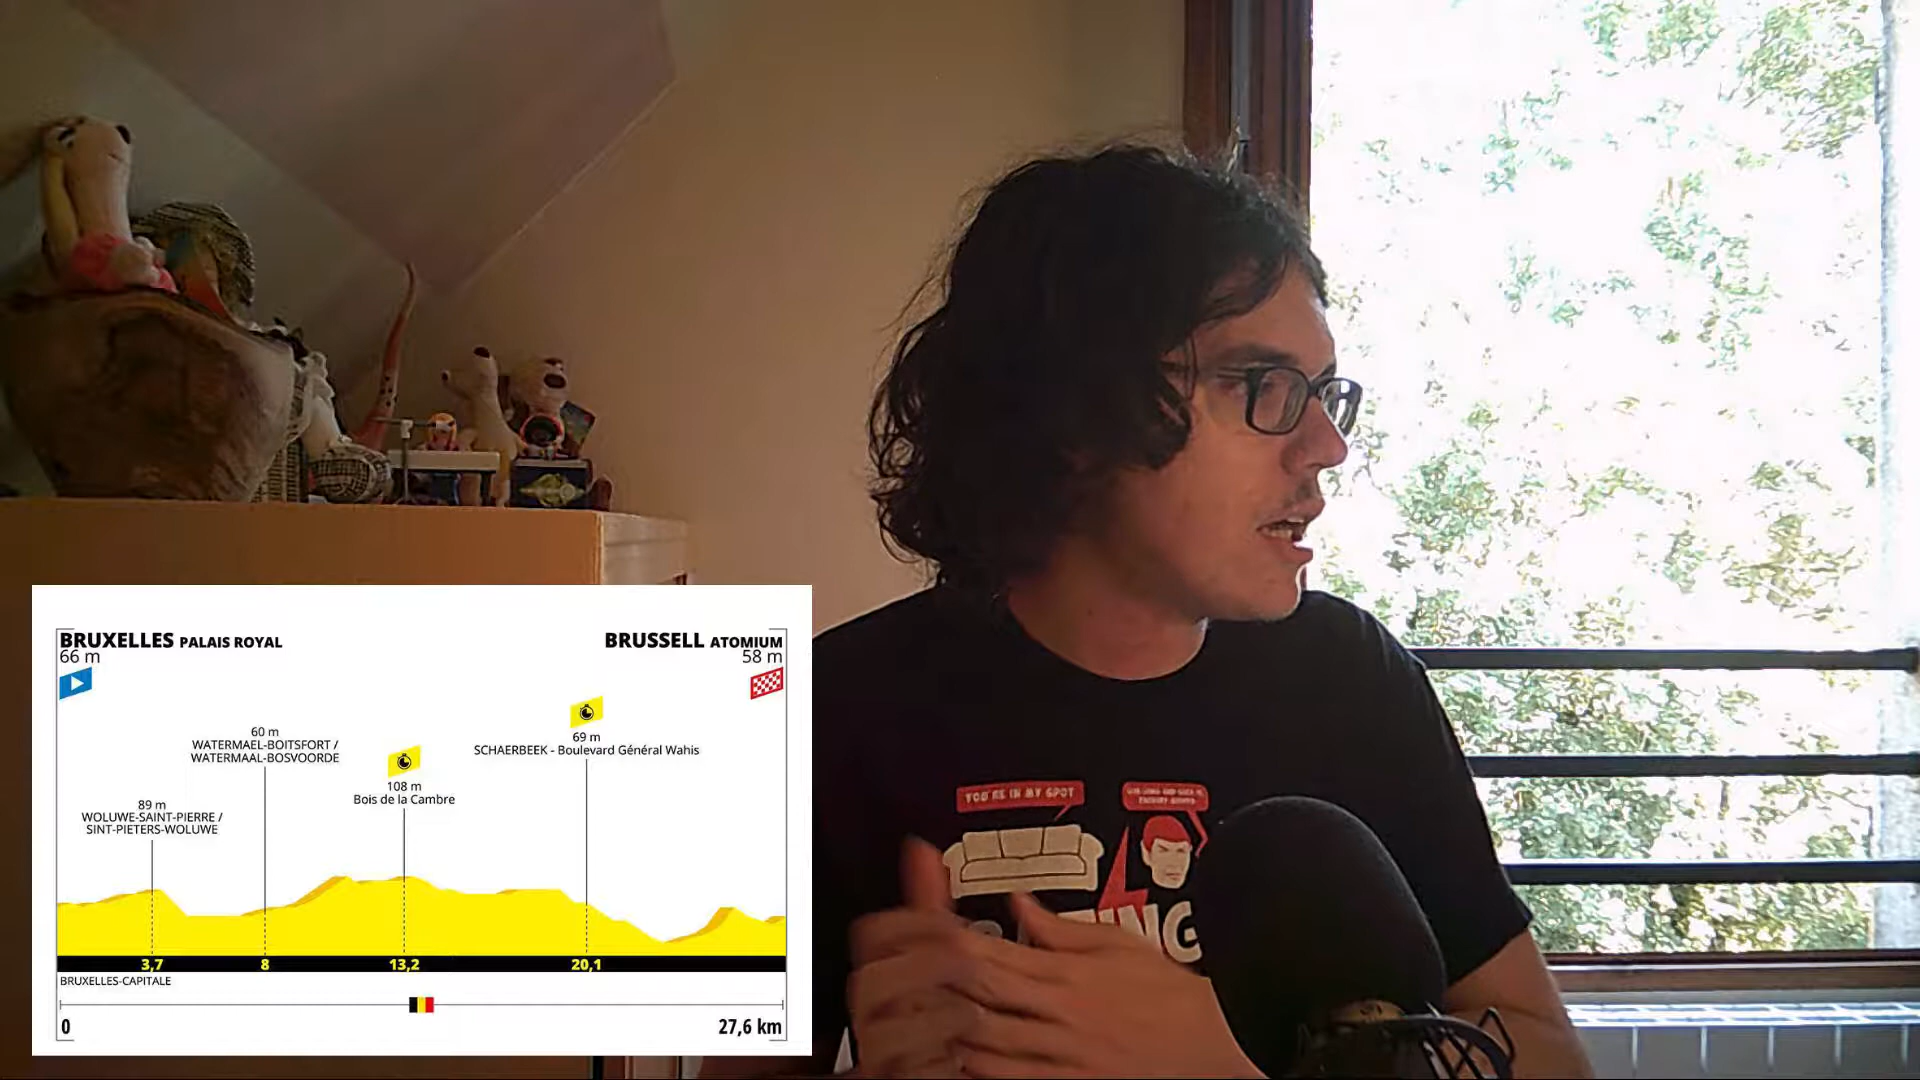 BRUXELLES PALAIS ROYAL
66 m
BRUSSELL ATOMIUM
58 m
69 m
SCHAERBEEK - Boulevard Général Wahis
60 m
WATERMAEL-BOITSFORT /
WATERMAAL-BOSVOORDE
108 m
Bois de la Cambre
89 m
WOLUWE-SAINT-PIERRE /
SINT-PIETERS-WOLUWE
3,7
8
13,2
20,1
BRUXELLES-CAPITALE
0
27,6 km
YOU'RE IN MY SPOT